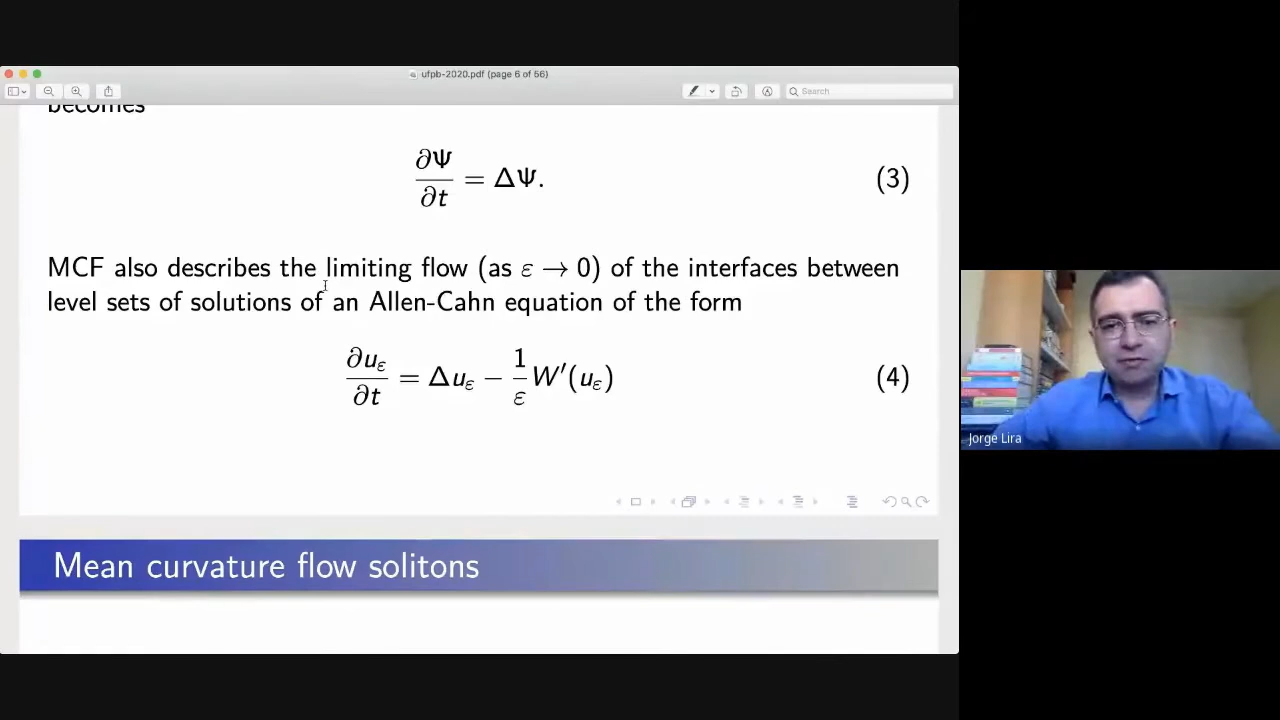 ufpb-2020.pdf (page 6 of 56)
Search
becomes
∂Ψ/∂t = ΔΨ. (3)
MCF also describes the limiting flow (as ε → 0) of the interfaces between
level sets of solutions of an Allen-Cahn equation of the form
∂u_ε/∂t = Δu_ε − 1/ε W′(u_ε) (4)
Mean curvature flow solitons
Jorge Lira